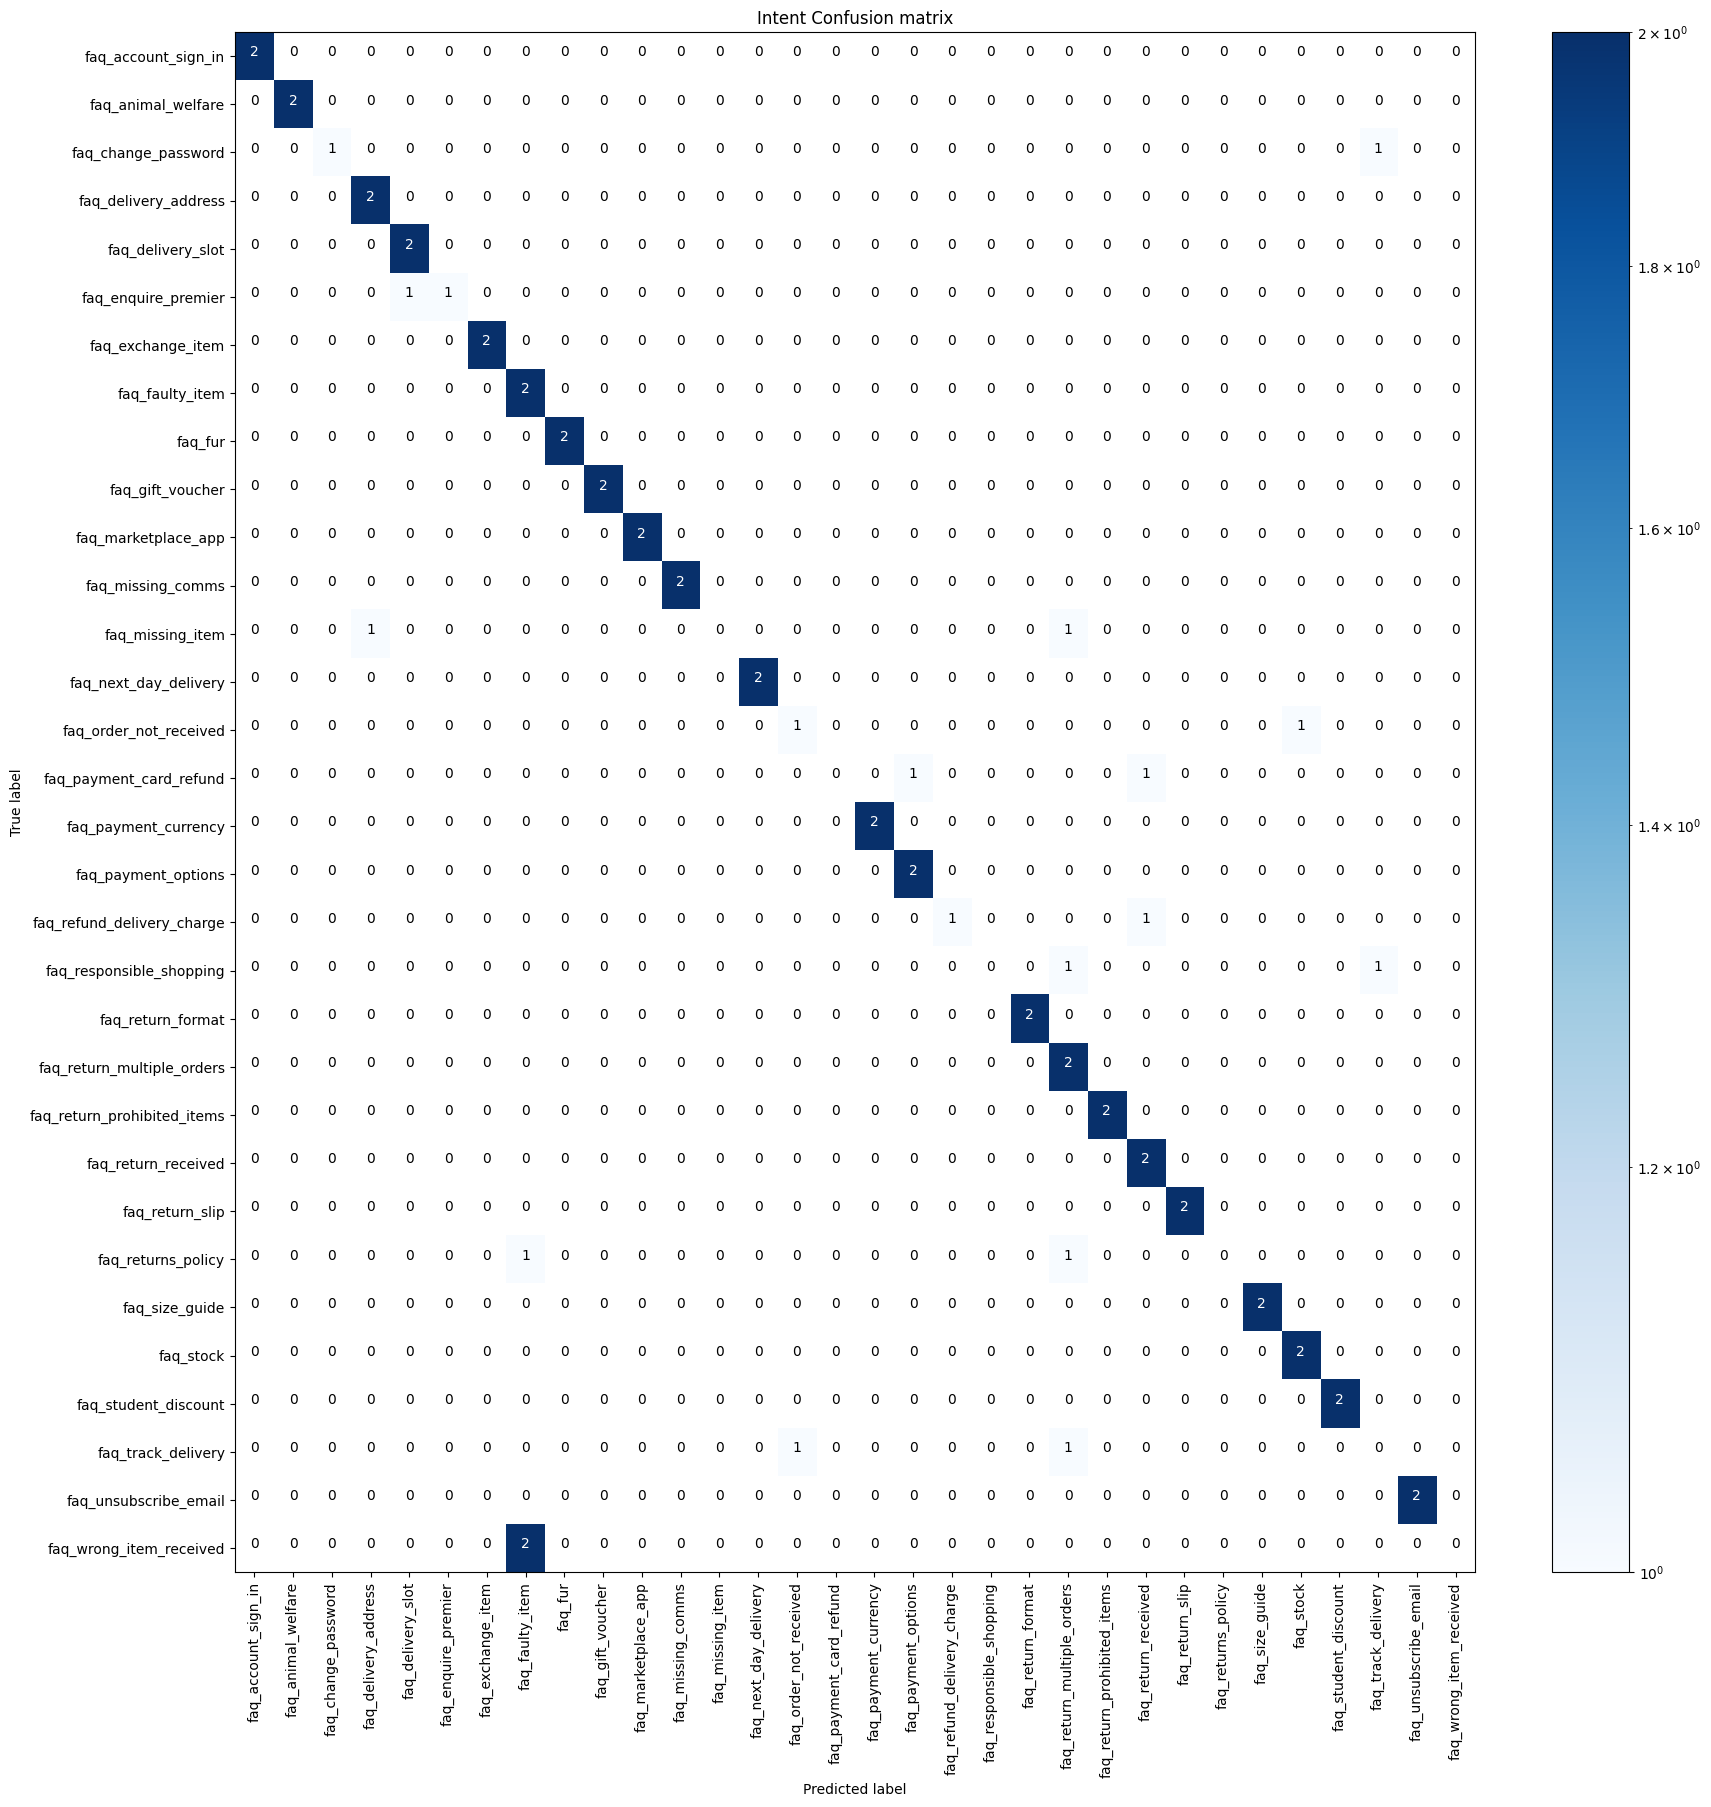 Intent Confusion matrix
faq_account_sign_in 2 0 0 0 0 0 0 0 0 0 0 0 0 0 0 0 0 0 0 0 0 0 0 0 0 0 0 0 0 0 0 0
faq_animal_welfare 0 2 0 0 0 0 0 0 0 0 0 0 0 0 0 0 0 0 0 0 0 0 0 0 0 0 0 0 0 0 0 0
faq_change_password 0 0 1 0 0 0 0 0 0 0 0 0 0 0 0 0 0 0 0 0 0 0 0 0 0 0 0 0 0 1 0 0
faq_delivery_address 0 0 0 2 0 0 0 0 0 0 0 0 0 0 0 0 0 0 0 0 0 0 0 0 0 0 0 0 0 0 0 0
faq_delivery_slot 0 0 0 0 2 0 0 0 0 0 0 0 0 0 0 0 0 0 0 0 0 0 0 0 0 0 0 0 0 0 0 0
faq_enquire_premier 0 0 0 0 1 1 0 0 0 0 0 0 0 0 0 0 0 0 0 0 0 0 0 0 0 0 0 0 0 0 0 0
faq_exchange_item 0 0 0 0 0 0 2 0 0 0 0 0 0 0 0 0 0 0 0 0 0 0 0 0 0 0 0 0 0 0 0 0
faq_faulty_item 0 0 0 0 0 0 0 2 0 0 0 0 0 0 0 0 0 0 0 0 0 0 0 0 0 0 0 0 0 0 0 0
faq_fur 0 0 0 0 0 0 0 0 2 0 0 0 0 0 0 0 0 0 0 0 0 0 0 0 0 0 0 0 0 0 0 0
faq_gift_voucher 0 0 0 0 0 0 0 0 0 2 0 0 0 0 0 0 0 0 0 0 0 0 0 0 0 0 0 0 0 0 0 0
faq_marketplace_app 0 0 0 0 0 0 0 0 0 0 2 0 0 0 0 0 0 0 0 0 0 0 0 0 0 0 0 0 0 0 0 0
faq_missing_comms 0 0 0 0 0 0 0 0 0 0 0 2 0 0 0 0 0 0 0 0 0 0 0 0 0 0 0 0 0 0 0 0
faq_missing_item 0 0 0 1 0 0 0 0 0 0 0 0 0 0 0 0 0 0 0 0 0 1 0 0 0 0 0 0 0 0 0 0
faq_next_day_delivery 0 0 0 0 0 0 0 0 0 0 0 0 0 2 0 0 0 0 0 0 0 0 0 0 0 0 0 0 0 0 0 0
faq_order_not_received 0 0 0 0 0 0 0 0 0 0 0 0 0 0 1 0 0 0 0 0 0 0 0 0 0 0 0 1 0 0 0 0
faq_payment_card_refund 0 0 0 0 0 0 0 0 0 0 0 0 0 0 0 0 0 1 0 0 0 0 0 1 0 0 0 0 0 0 0 0
faq_payment_currency 0 0 0 0 0 0 0 0 0 0 0 0 0 0 0 0 2 0 0 0 0 0 0 0 0 0 0 0 0 0 0 0
faq_payment_options 0 0 0 0 0 0 0 0 0 0 0 0 0 0 0 0 0 2 0 0 0 0 0 0 0 0 0 0 0 0 0 0
faq_refund_delivery_charge 0 0 0 0 0 0 0 0 0 0 0 0 0 0 0 0 0 0 1 0 0 0 0 1 0 0 0 0 0 0 0 0
faq_responsible_shopping 0 0 0 0 0 0 0 0 0 0 0 0 0 0 0 0 0 0 0 0 0 1 0 0 0 0 0 0 0 1 0 0
faq_return_format 0 0 0 0 0 0 0 0 0 0 0 0 0 0 0 0 0 0 0 0 2 0 0 0 0 0 0 0 0 0 0 0
faq_return_multiple_orders 0 0 0 0 0 0 0 0 0 0 0 0 0 0 0 0 0 0 0 0 0 2 0 0 0 0 0 0 0 0 0 0
faq_return_prohibited_items 0 0 0 0 0 0 0 0 0 0 0 0 0 0 0 0 0 0 0 0 0 0 2 0 0 0 0 0 0 0 0 0
faq_return_received 0 0 0 0 0 0 0 0 0 0 0 0 0 0 0 0 0 0 0 0 0 0 0 2 0 0 0 0 0 0 0 0
faq_return_slip 0 0 0 0 0 0 0 0 0 0 0 0 0 0 0 0 0 0 0 0 0 0 0 0 2 0 0 0 0 0 0 0
faq_returns_policy 0 0 0 0 0 0 0 1 0 0 0 0 0 0 0 0 0 0 0 0 0 1 0 0 0 0 0 0 0 0 0 0
faq_size_guide 0 0 0 0 0 0 0 0 0 0 0 0 0 0 0 0 0 0 0 0 0 0 0 0 0 0 2 0 0 0 0 0
faq_stock 0 0 0 0 0 0 0 0 0 0 0 0 0 0 0 0 0 0 0 0 0 0 0 0 0 0 0 2 0 0 0 0
faq_student_discount 0 0 0 0 0 0 0 0 0 0 0 0 0 0 0 0 0 0 0 0 0 0 0 0 0 0 0 0 2 0 0 0
faq_track_delivery 0 0 0 0 0 0 0 0 0 0 0 0 0 0 1 0 0 0 0 0 0 1 0 0 0 0 0 0 0 0 0 0
faq_unsubscribe_email 0 0 0 0 0 0 0 0 0 0 0 0 0 0 0 0 0 0 0 0 0 0 0 0 0 0 0 0 0 0 2 0
faq_wrong_item_received 0 0 0 0 0 0 0 2 0 0 0 0 0 0 0 0 0 0 0 0 0 0 0 0 0 0 0 0 0 0 0 0
True label
faq_account_sign_in
faq_animal_welfare
faq_change_password
faq_delivery_address
faq_delivery_slot
faq_enquire_premier
faq_exchange_item
faq_faulty_item
faq_fur
faq_gift_voucher
faq_marketplace_app
faq_missing_comms
faq_missing_item
faq_next_day_delivery
faq_order_not_received
faq_payment_card_refund
faq_payment_currency
faq_payment_options
faq_refund_delivery_charge
faq_responsible_shopping
faq_return_format
faq_return_multiple_orders
faq_return_prohibited_items
faq_return_received
faq_return_slip
faq_returns_policy
faq_size_guide
faq_stock
faq_student_discount
faq_track_delivery
faq_unsubscribe_email
faq_wrong_item_received
Predicted label
2 × 10⁰
1.8 × 10⁰
1.6 × 10⁰
1.4 × 10⁰
1.2 × 10⁰
10⁰